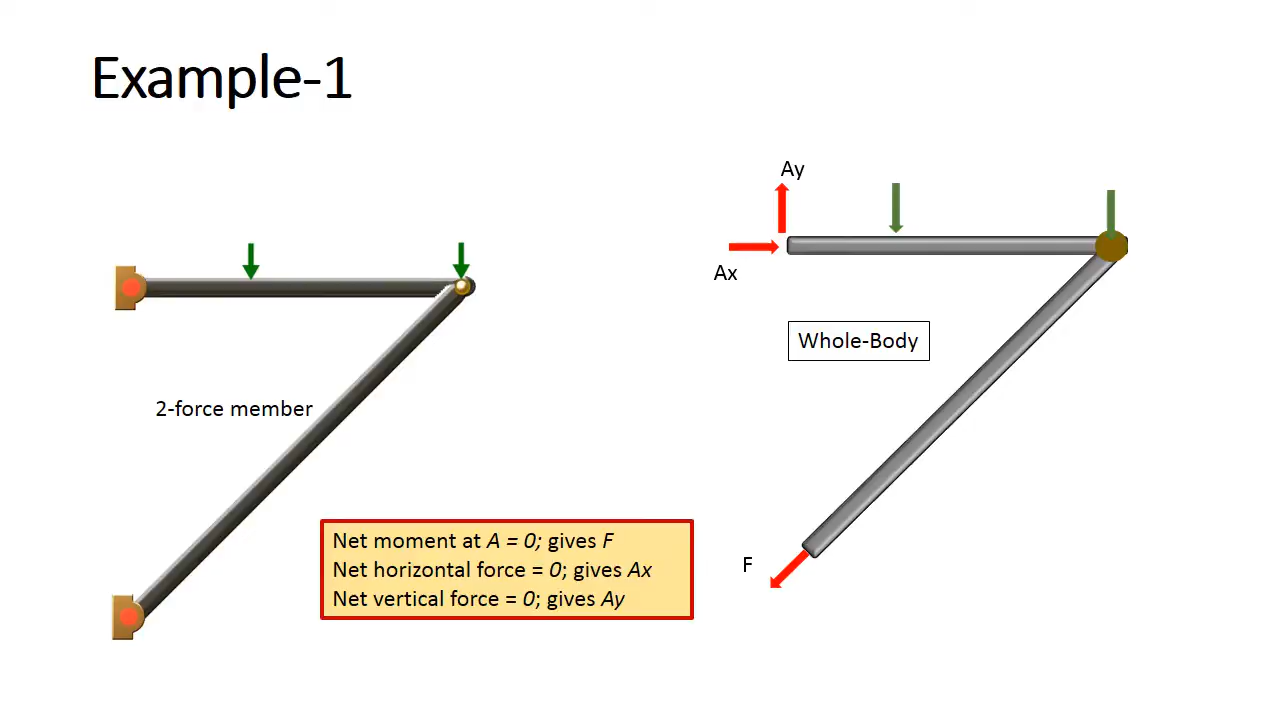 Example-1
Ay
Ax
Whole-Body
2-force member
Net moment at A = 0; gives F
Net horizontal force = 0; gives Ax
Net vertical force = 0; gives Ay
F